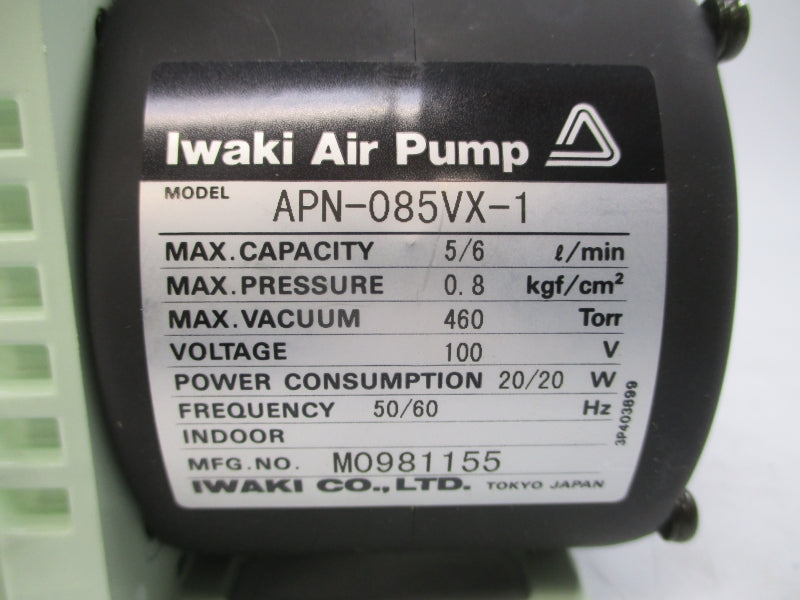 Iwaki Air Pump
MODEL APN-085VX-1
MAX.CAPACITY 5/6 ℓ/min
MAX.PRESSURE 0.8 kgf/cm²
MAX.VACUUM 460 Torr
VOLTAGE 100 V
POWER CONSUMPTION 20/20 W
FREQUENCY 50/60 Hz
INDOOR
MFG.NO. M0981155
IWAKI CO.,LTD. TOKYO JAPAN
3P403899